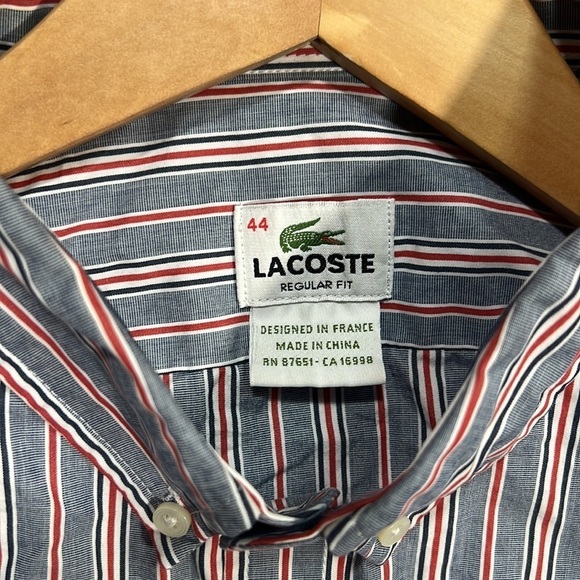 44
LACOSTE
REGULAR FIT
DESIGNED IN FRANCE
MADE IN CHINA
RN 87651-CA 16998